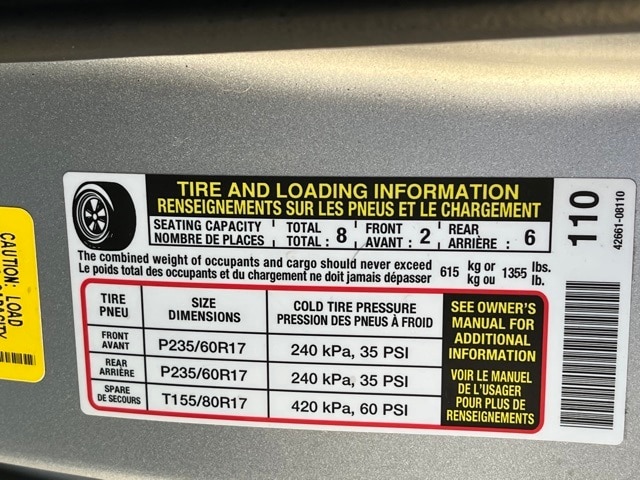 TIRE AND LOADING INFORMATION
RENSEIGNEMENTS SUR LES PNEUS ET LE CHARGEMENT
SEATING CAPACITY
NOMBRE DE PLACES
TOTAL
TOTAL : 8
FRONT
AVANT : 2
REAR
ARRIÈRE : 6
The combined weight of occupants and cargo should never exceed
Le poids total des occupants et du chargement ne doit jamais dépasser
615 kg or
kg ou
1355 lbs.
lb.
TIRE
PNEU
SIZE
DIMENSIONS
COLD TIRE PRESSURE
PRESSION DES PNEUS À FROID
FRONT
AVANT
P235/60R17
240 kPa, 35 PSI
REAR
ARRIÈRE
P235/60R17
240 kPa, 35 PSI
SPARE
DE SECOURS
T155/80R17
420 kPa, 60 PSI
SEE OWNER'S
MANUAL FOR
ADDITIONAL
INFORMATION
VOIR LE MANUEL
DE L'USAGER
POUR PLUS DE
RENSEIGNEMENTS
110
42661-08110
CAUTION: LOAD